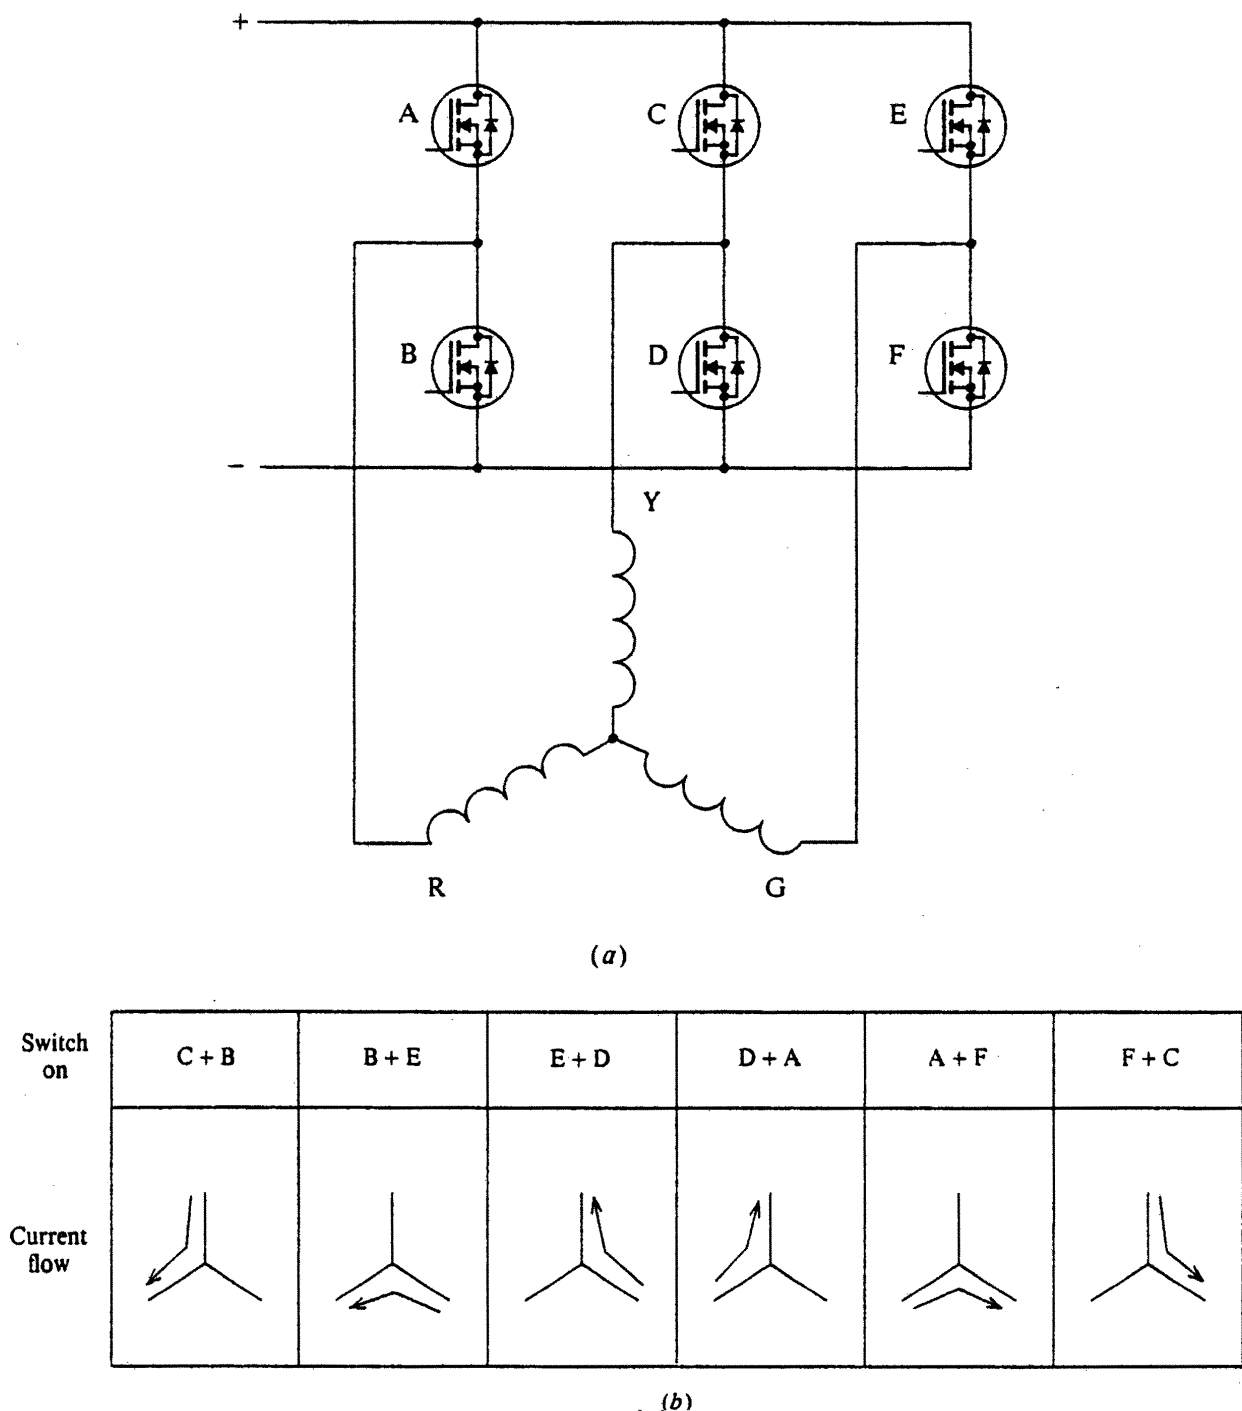 +
A
C
E
B
D
F
−
Y
R
G
(a)
Switch on
C + B
B + E
E + D
D + A
A + F
F + C
Current flow
(b)